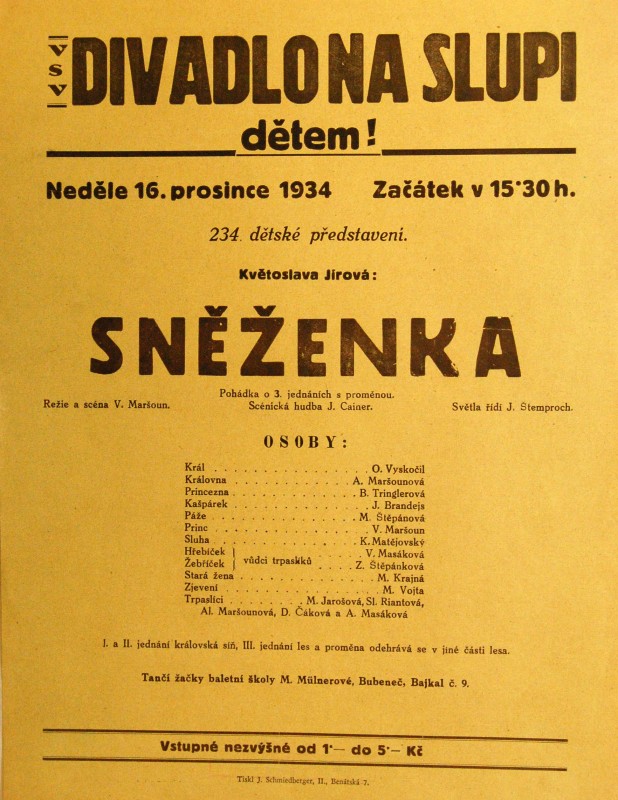 VSV DIVADLO NA SLUPI
dětem!
Neděle 16. prosince 1934 Začátek v 15·30 h.
234. dětské představení.
Květoslava Jírová:
SNĚŽENKA
Pohádka o 3. jednáních s proměnou.
Režie a scéna V. Maršoun. Scénická hudba J. Cainer. Světla řídí J. Štemproch.
OSOBY:
Král . . . . . . . . . . . . . . . . O. Vyskočil
Královna . . . . . . . . . . . . . A. Maršounová
Princezna . . . . . . . . . . . . . B. Tringlerová
Kašpárek . . . . . . . . . . . . . . J. Brandejs
Páže . . . . . . . . . . . . . . . M. Štěpánová
Princ . . . . . . . . . . . . . . . . V. Maršoun
Sluha . . . . . . . . . . . . . . . K. Matějovský
Hřebíček } vůdci trpaslíků . . . . V. Masáková
Žebříček } . . . . Z. Štěpánková
Stará žena . . . . . . . . . . . . . . M. Krajná
Zjevení . . . . . . . . . . . . . . . . M. Vojta
Trpaslíci . . . . . . . . M. Jarošová, Sl. Riantová,
Al. Maršounová, D. Čáková a A. Masáková
I. a II. jednání královská síň, III. jednání les a proměna odehrává se v jiné části lesa.
Tančí žačky baletní školy M. Mülnerové, Bubeneč, Bajkal č. 9.
Vstupné nezvýšné od 1·— do 5·— Kč
Tiskl J. Schmiedberger, II., Benátská 7.